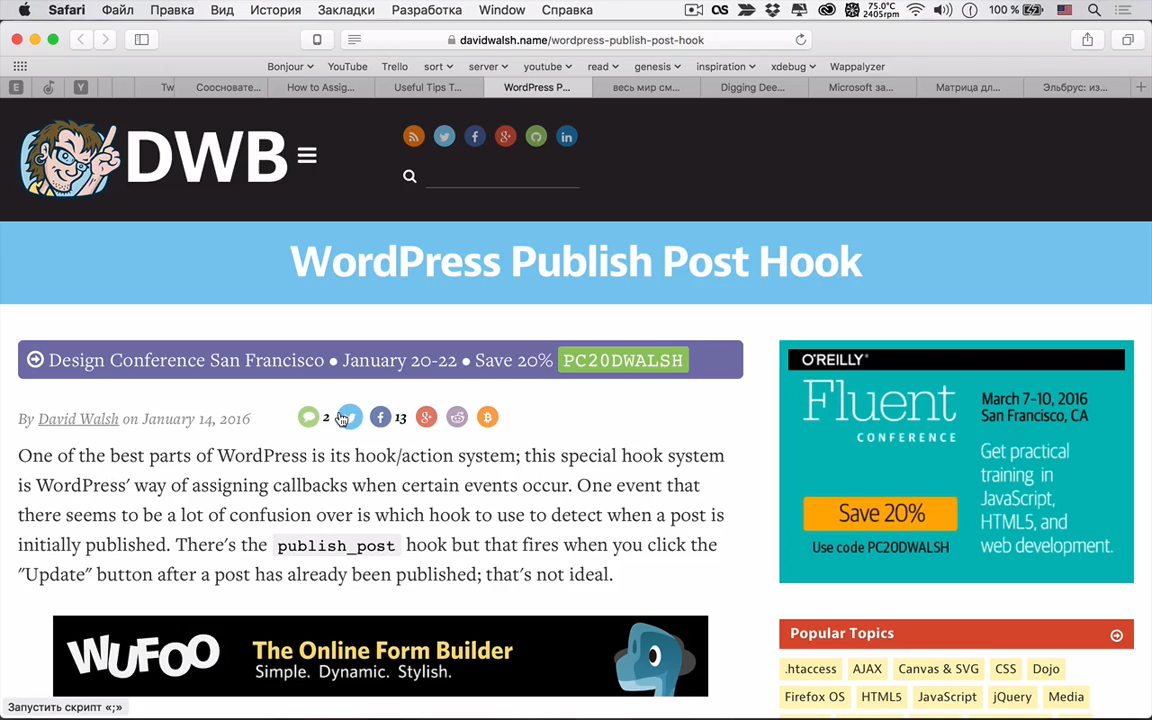 Safari Файл Правка Вид История Закладки Разработка Window Справка 75.0°C 2405rpm 100 %
davidwalsh.name/wordpress-publish-post-hook
Bonjour YouTube Trello sort server youtube read genesis inspiration xdebug Wappalyzer
E Y Tw Сооснovате... How to Assig... Useful Tips T... WordPress P... весь мир см... Digging Dee... Microsoft за... Матрица дл... Эльбрус: из...
DWB
WordPress Publish Post Hook
Design Conference San Francisco • January 20-22 • Save 20% PC20DWALSH
By David Walsh on January 14, 2016 2 13
One of the best parts of WordPress is its hook/action system; this special hook system
is WordPress' way of assigning callbacks when certain events occur. One event that
there seems to be a lot of confusion over is which hook to use to detect when a post is
initially published. There's the publish_post hook but that fires when you click the
"Update" button after a post has already been published; that's not ideal.
WUFOO The Online Form Builder
Simple. Dynamic. Stylish.
O'REILLY®
Fluent
CONFERENCE
March 7-10, 2016
San Francisco, CA
Get practical
training in
JavaScript,
HTML5, and
web development.
Save 20%
Use code PC20DWALSH
Popular Topics
.htaccess AJAX Canvas & SVG CSS Dojo
Firefox OS HTML5 JavaScript jQuery Media
Запустить скрипт «;»